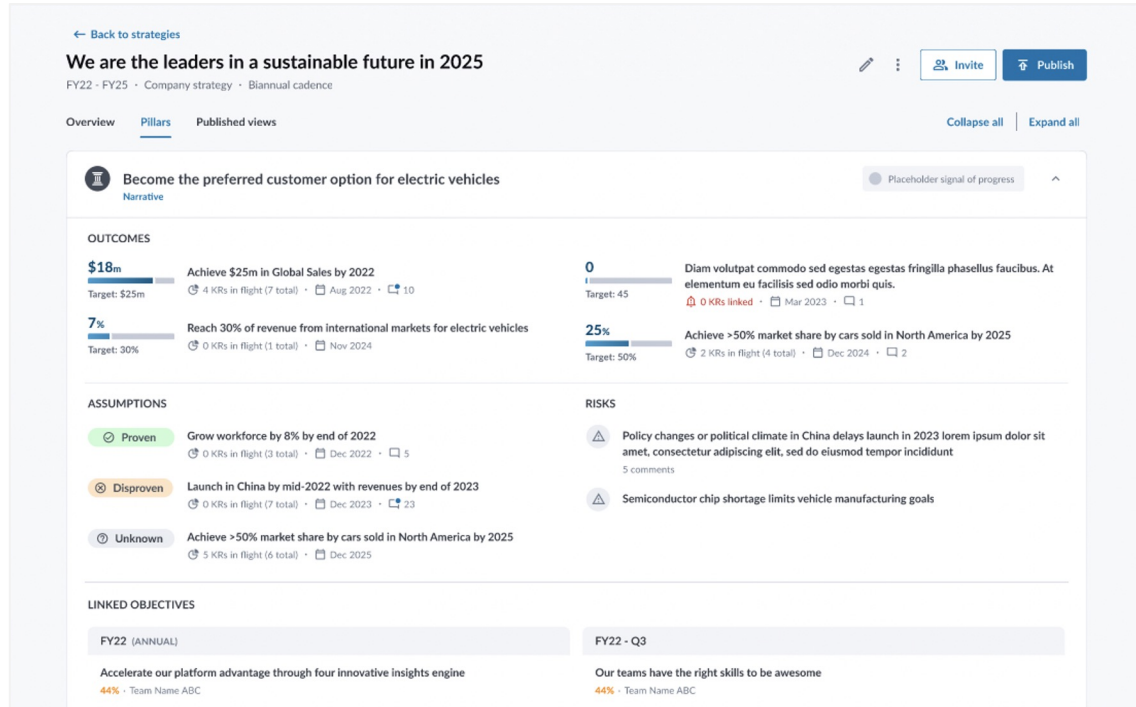 ← Back to strategies
We are the leaders in a sustainable future in 2025
FY22 - FY25 · Company strategy · Biannual cadence
Invite
Publish
Overview
Pillars
Published views
Collapse all
Expand all
Become the preferred customer option for electric vehicles
Narrative
Placeholder signal of progress
OUTCOMES
$18m
Target: $25m
Achieve $25m in Global Sales by 2022
4 KRs in flight (7 total) · Aug 2022 · 10
7%
Target: 30%
Reach 30% of revenue from international markets for electric vehicles
0 KRs in flight (1 total) · Nov 2024
0
Target: 45
Diam volutpat commodo sed egestas egestas fringilla phasellus faucibus. At
elementum eu facilisis sed odio morbi quis.
0 KRs linked · Mar 2023 · 1
25%
Target: 50%
Achieve >50% market share by cars sold in North America by 2025
2 KRs in flight (4 total) · Dec 2024 · 2
ASSUMPTIONS
Proven
Grow workforce by 8% by end of 2022
0 KRs in flight (3 total) · Dec 2022 · 5
Disproven
Launch in China by mid-2022 with revenues by end of 2023
0 KRs in flight (7 total) · Dec 2023 · 23
Unknown
Achieve >50% market share by cars sold in North America by 2025
5 KRs in flight (6 total) · Dec 2025
RISKS
Policy changes or political climate in China delays launch in 2023 lorem ipsum dolor sit
amet, consectetur adipiscing elit, sed do eiusmod tempor incididunt
5 comments
Semiconductor chip shortage limits vehicle manufacturing goals
LINKED OBJECTIVES
FY22 (ANNUAL)
Accelerate our platform advantage through four innovative insights engine
44% · Team Name ABC
FY22 - Q3
Our teams have the right skills to be awesome
44% · Team Name ABC